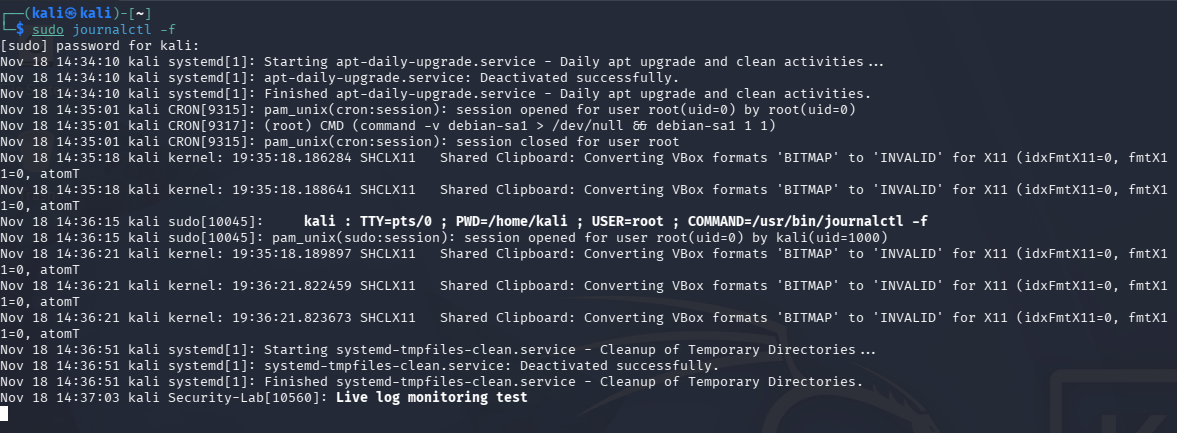 ┌──(kali㉿kali)-[~]
└─$ sudo journalctl -f
[sudo] password for kali:
Nov 18 14:34:10 kali systemd[1]: Starting apt-daily-upgrade.service - Daily apt upgrade and clean activities...
Nov 18 14:34:10 kali systemd[1]: apt-daily-upgrade.service: Deactivated successfully.
Nov 18 14:34:10 kali systemd[1]: Finished apt-daily-upgrade.service - Daily apt upgrade and clean activities.
Nov 18 14:35:01 kali CRON[9315]: pam_unix(cron:session): session opened for user root(uid=0) by root(uid=0)
Nov 18 14:35:01 kali CRON[9317]: (root) CMD (command -v debian-sa1 > /dev/null && debian-sa1 1 1)
Nov 18 14:35:01 kali CRON[9315]: pam_unix(cron:session): session closed for user root
Nov 18 14:35:18 kali kernel: 19:35:18.186284 SHCLX11   Shared Clipboard: Converting VBox formats 'BITMAP' to 'INVALID' for X11 (idxFmtX11=0, fmtX1
1=0, atomT
Nov 18 14:35:18 kali kernel: 19:35:18.188641 SHCLX11   Shared Clipboard: Converting VBox formats 'BITMAP' to 'INVALID' for X11 (idxFmtX11=0, fmtX1
1=0, atomT
Nov 18 14:36:15 kali sudo[10045]:     kali : TTY=pts/0 ; PWD=/home/kali ; USER=root ; COMMAND=/usr/bin/journalctl -f
Nov 18 14:36:15 kali sudo[10045]: pam_unix(sudo:session): session opened for user root(uid=0) by kali(uid=1000)
Nov 18 14:36:21 kali kernel: 19:35:18.189897 SHCLX11   Shared Clipboard: Converting VBox formats 'BITMAP' to 'INVALID' for X11 (idxFmtX11=0, fmtX1
1=0, atomT
Nov 18 14:36:21 kali kernel: 19:36:21.822459 SHCLX11   Shared Clipboard: Converting VBox formats 'BITMAP' to 'INVALID' for X11 (idxFmtX11=0, fmtX1
1=0, atomT
Nov 18 14:36:21 kali kernel: 19:36:21.823673 SHCLX11   Shared Clipboard: Converting VBox formats 'BITMAP' to 'INVALID' for X11 (idxFmtX11=0, fmtX1
1=0, atomT
Nov 18 14:36:51 kali systemd[1]: Starting systemd-tmpfiles-clean.service - Cleanup of Temporary Directories...
Nov 18 14:36:51 kali systemd[1]: systemd-tmpfiles-clean.service: Deactivated successfully.
Nov 18 14:36:51 kali systemd[1]: Finished systemd-tmpfiles-clean.service - Cleanup of Temporary Directories.
Nov 18 14:37:03 kali Security-Lab[10560]: Live log monitoring test